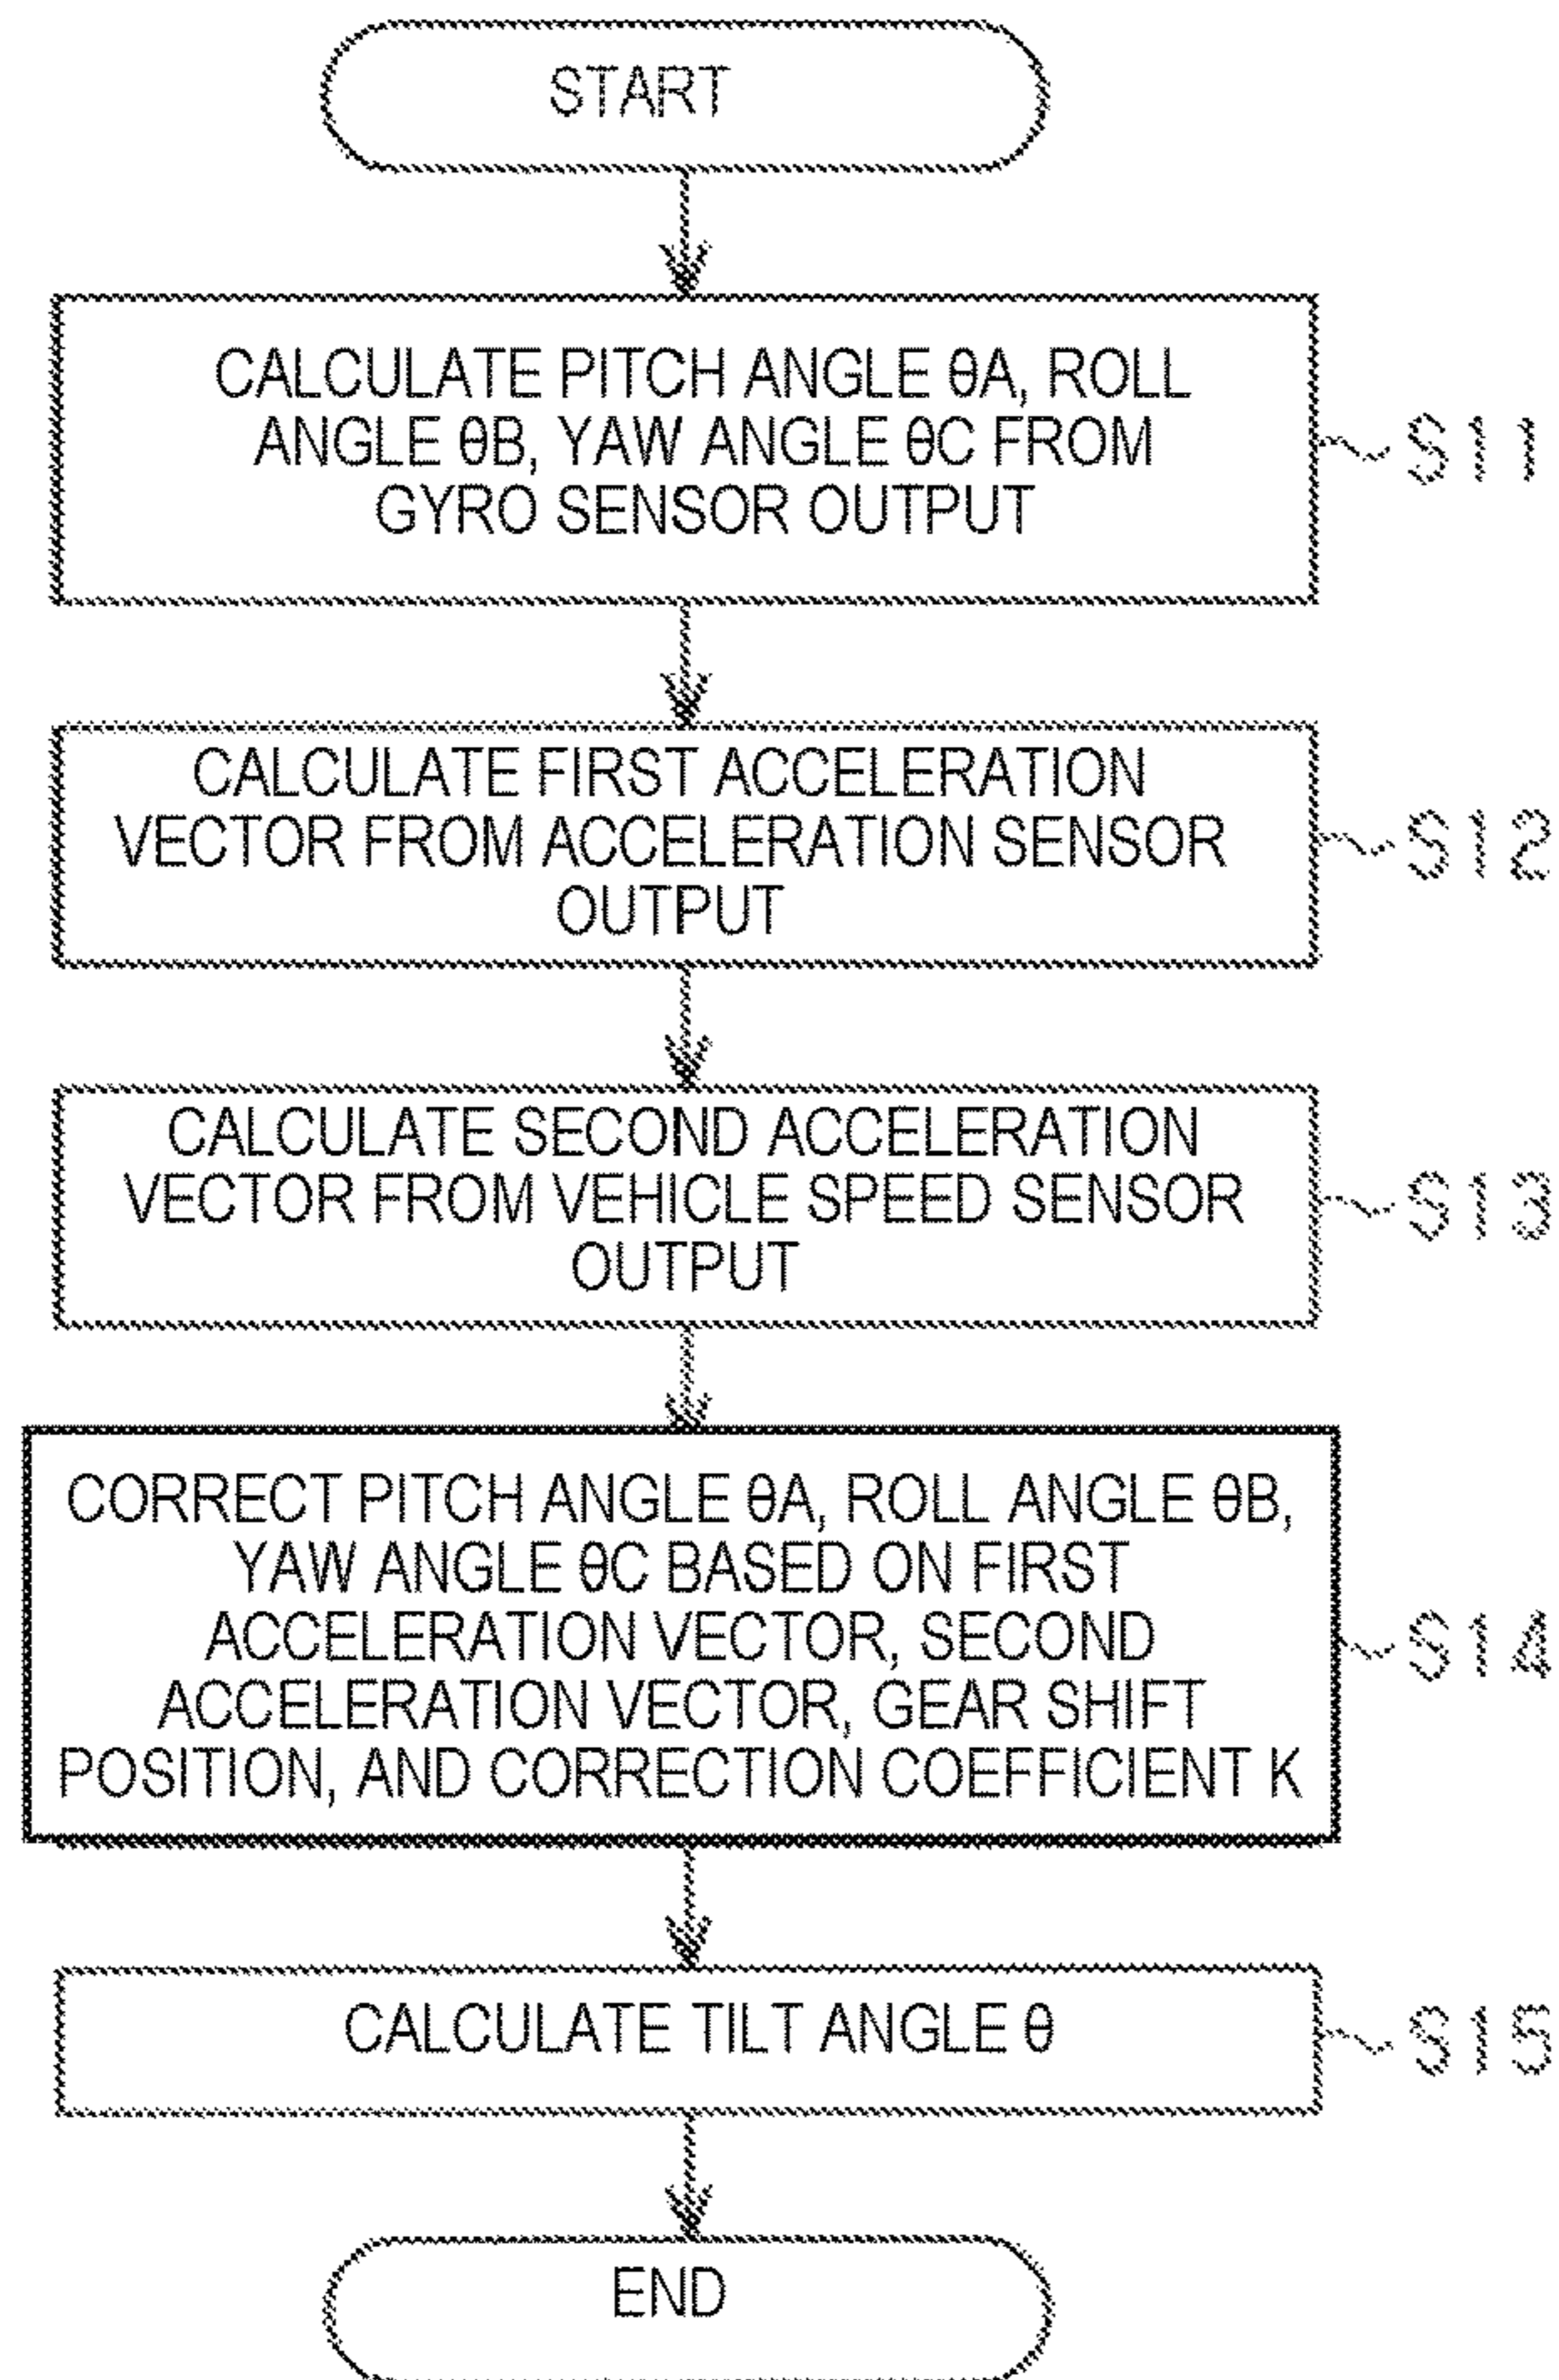 START
CALCULATE PITCH ANGLE θA, ROLL
ANGLE θB, YAW ANGLE θC FROM
GYRO SENSOR OUTPUT
S11
CALCULATE FIRST ACCELERATION
VECTOR FROM ACCELERATION SENSOR
OUTPUT
S12
CALCULATE SECOND ACCELERATION
VECTOR FROM VEHICLE SPEED SENSOR
OUTPUT
S13
CORRECT PITCH ANGLE θA, ROLL ANGLE θB,
YAW ANGLE θC BASED ON FIRST
ACCELERATION VECTOR, SECOND
ACCELERATION VECTOR, GEAR SHIFT
POSITION, AND CORRECTION COEFFICIENT K
S14
CALCULATE TILT ANGLE θ
S15
END